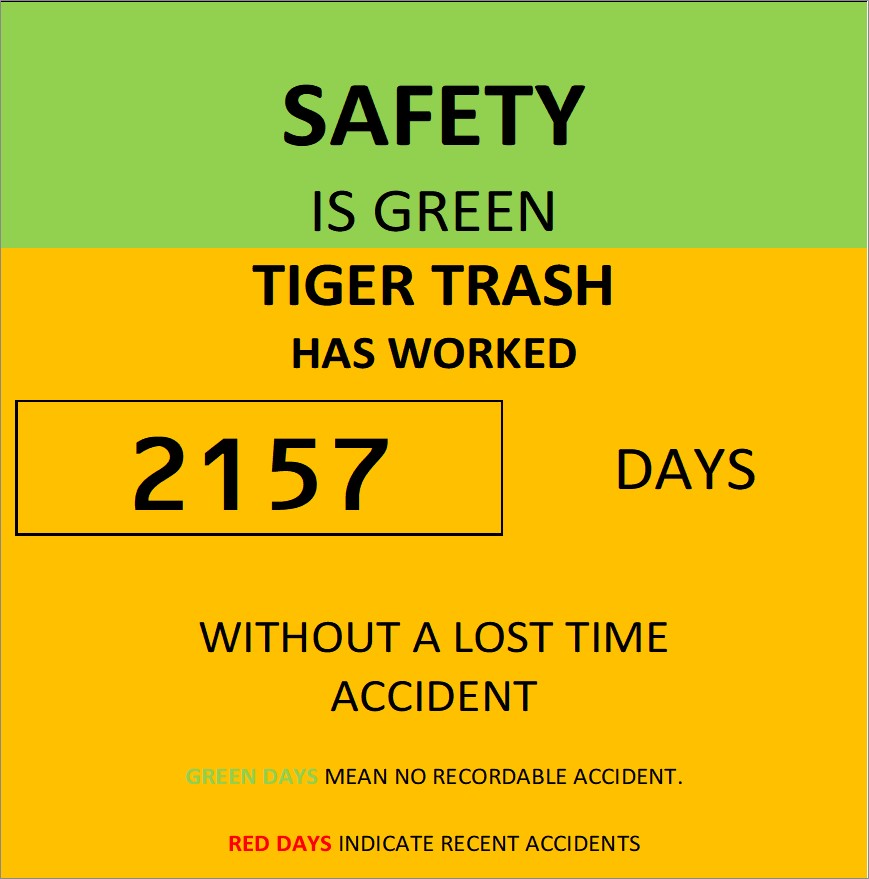 SAFETY
IS GREEN
TIGER TRASH
HAS WORKED
2157 DAYS
WITHOUT A LOST TIME
ACCIDENT
GREEN DAYS MEAN NO RECORDABLE ACCIDENT.
RED DAYS INDICATE RECENT ACCIDENTS